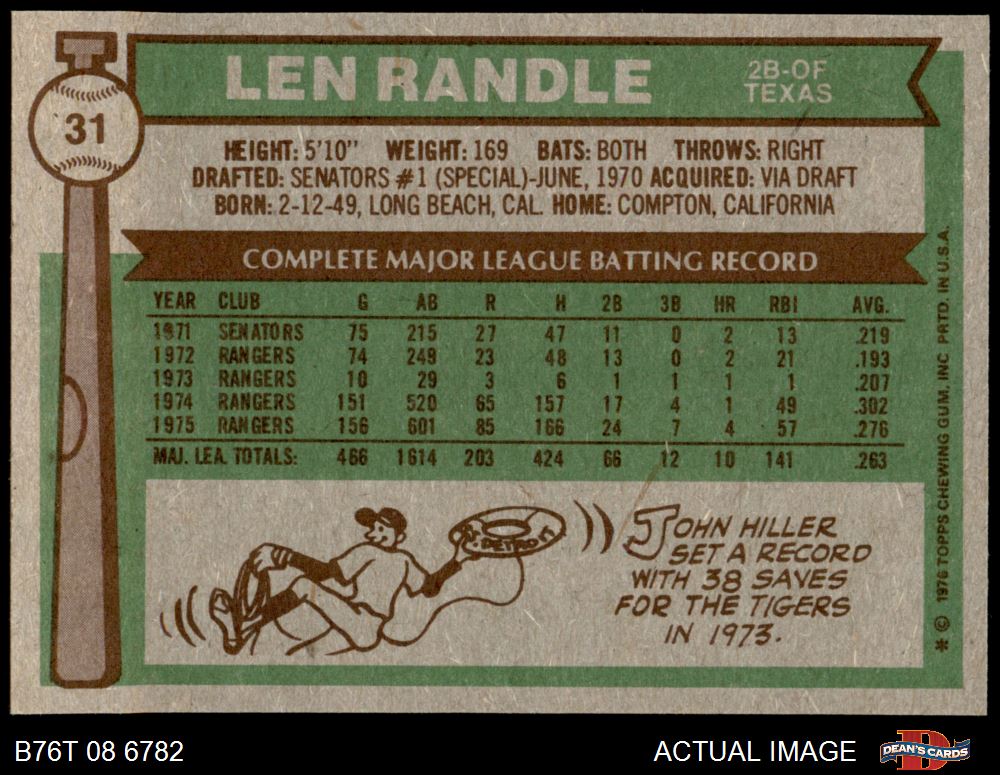 LEN RANDLE
2B-OF
TEXAS
31
HEIGHT: 5'10" WEIGHT: 169 BATS: BOTH THROWS: RIGHT
DRAFTED: SENATORS #1 (SPECIAL)-JUNE, 1970 ACQUIRED: VIA DRAFT
BORN: 2-12-49, LONG BEACH, CAL. HOME: COMPTON, CALIFORNIA
COMPLETE MAJOR LEAGUE BATTING RECORD
YEAR CLUB G AB R H 2B 3B HR RBI AVG.
1971 SENATORS 75 215 27 47 11 0 2 13 .219
1972 RANGERS 74 249 23 48 13 0 2 21 .193
1973 RANGERS 10 29 3 6 1 1 1 1 .207
1974 RANGERS 151 520 65 157 17 4 1 49 .302
1975 RANGERS 156 601 85 166 24 7 4 57 .276
MAJ. LEA. TOTALS: 466 1614 203 424 66 12 10 141 .263
DETROIT
JOHN HILLER
SET A RECORD
WITH 38 SAVES
FOR THE TIGERS
IN 1973.
* © 1976 TOPPS CHEWING GUM, INC PRTD. IN U.S.A.
B76T 08 6782
ACTUAL IMAGE
D
DEAN'S CARDS